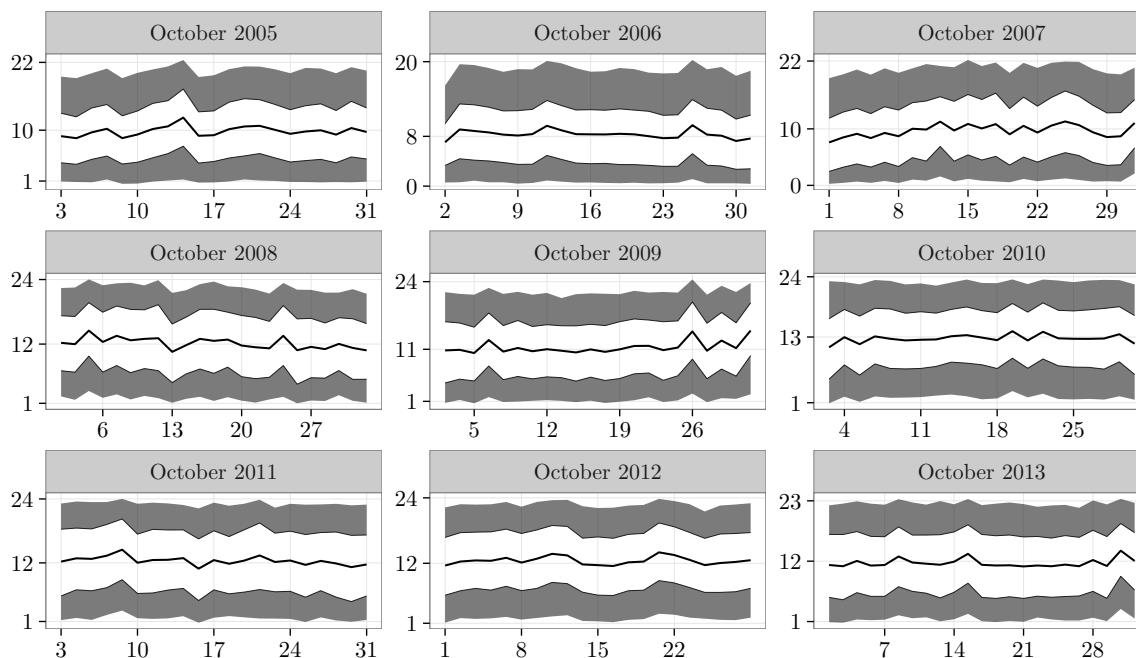 October 2005
October 2006
October 2007
22
10
1
20
8
0
22
10
0
3 10 17 24 31
2 9 16 23 30
1 8 15 22 29
October 2008
October 2009
October 2010
24
12
1
24
11
1
24
13
1
6 13 20 27
5 12 19 26
4 11 18 25
October 2011
October 2012
October 2013
24
12
1
24
12
1
23
12
1
3 10 17 24 31
1 8 15 22
7 14 21 28